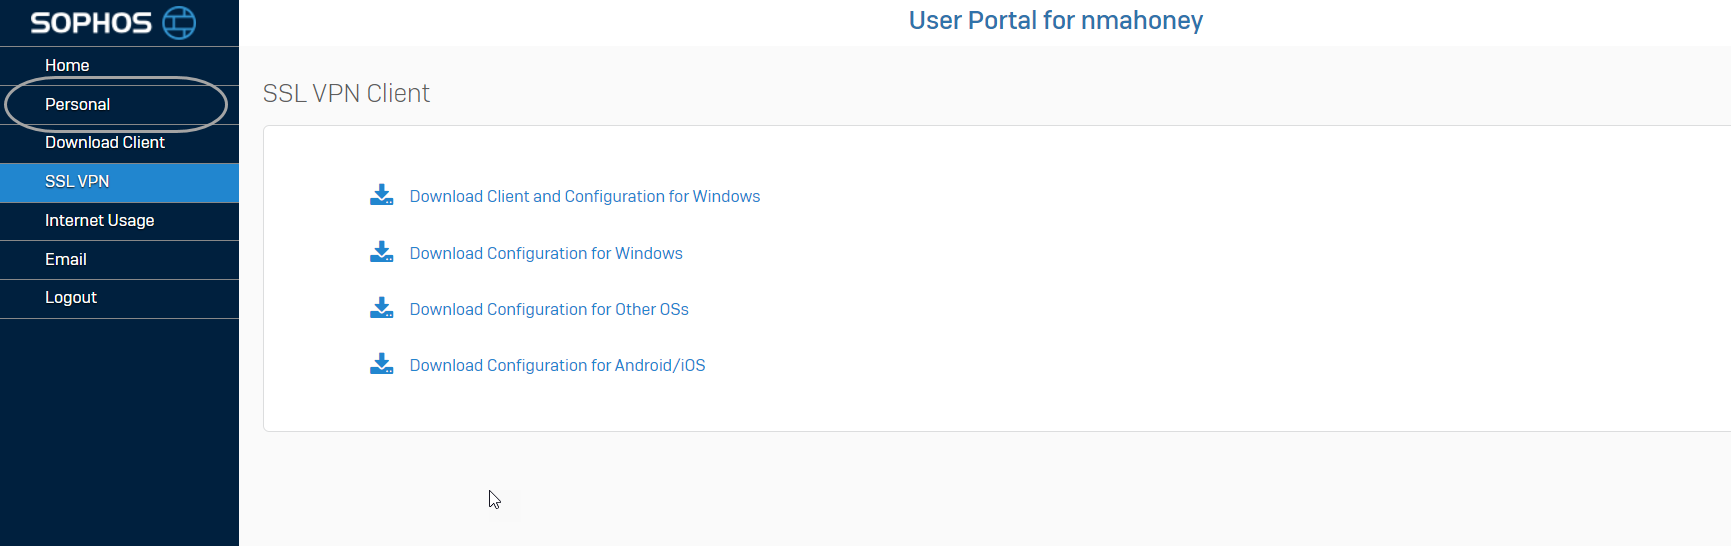 SOPHOS
User Portal for nmahoney
Home
Personal
Download Client
SSL VPN
Internet Usage
Email
Logout
SSL VPN Client
Download Client and Configuration for Windows
Download Configuration for Windows
Download Configuration for Other OSs
Download Configuration for Android/iOS